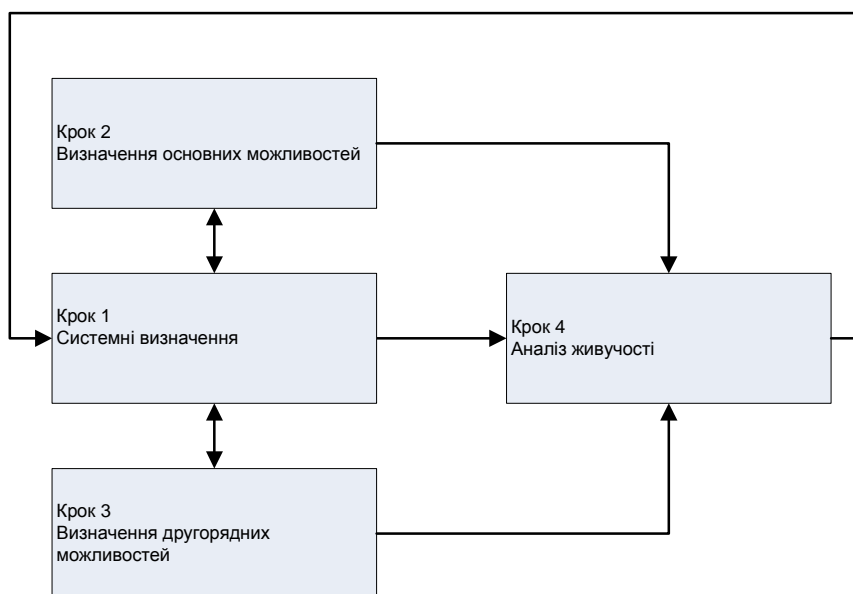 Крок 2
Визначення основних можливостей
Крок 1
Системні визначення
Крок 4
Аналіз живучості
Крок 3
Визначення другорядних
можливостей